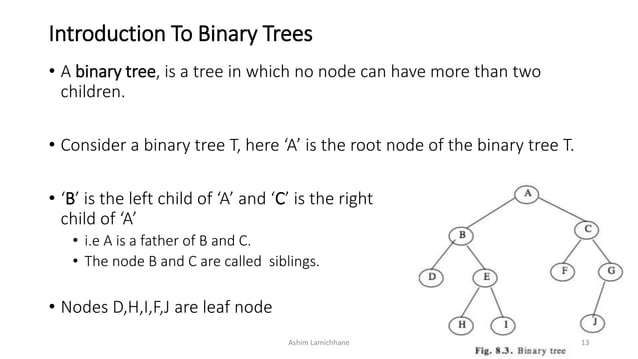 Introduction To Binary Trees
• A binary tree, is a tree in which no node can have more than two
children.
• Consider a binary tree T, here ‘A’ is the root node of the binary tree T.
• ‘B’ is the left child of ‘A’ and ‘C’ is the right
child of ‘A’
• i.e A is a father of B and C.
• The node B and C are called siblings.
• Nodes D,H,I,F,J are leaf node
A
B C
D E F G
H I J
Fig. 8.3. Binary tree
Ashim Lamichhane 13